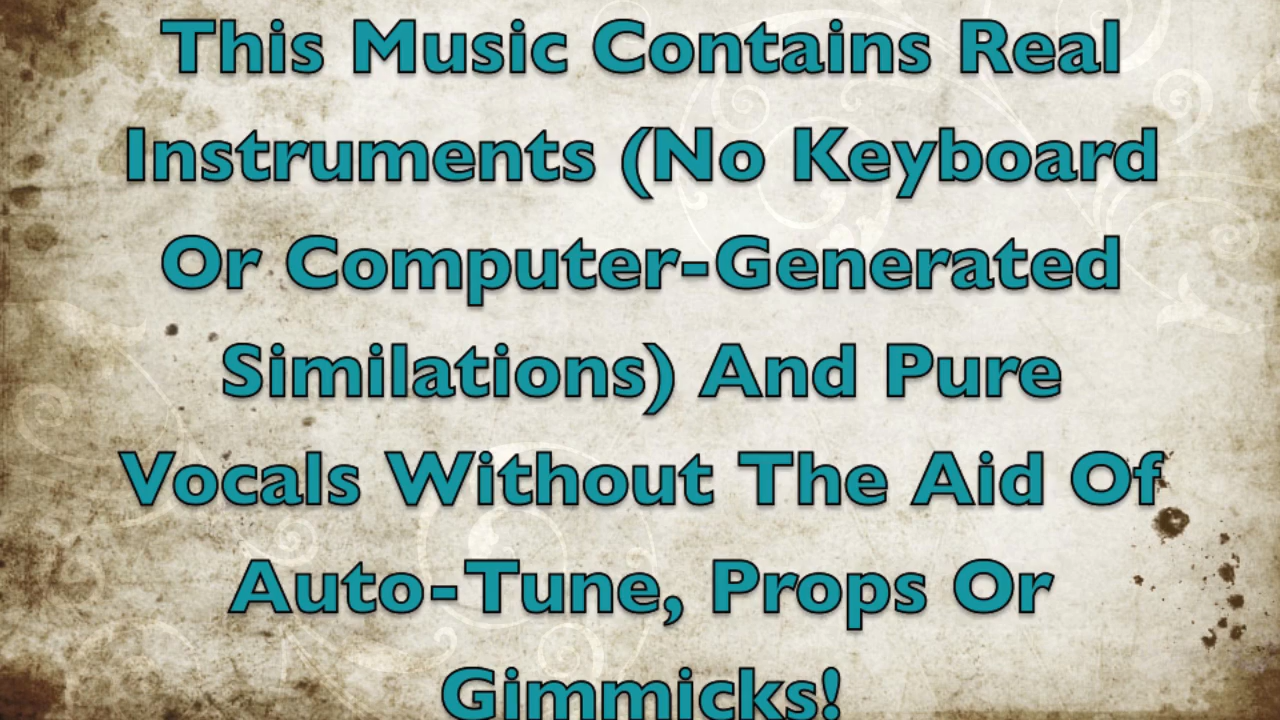 This Music Contains Real
Instruments (No Keyboard
Or Computer-Generated
Similations) And Pure
Vocals Without The Aid Of
Auto-Tune, Props Or
Gimmicks!